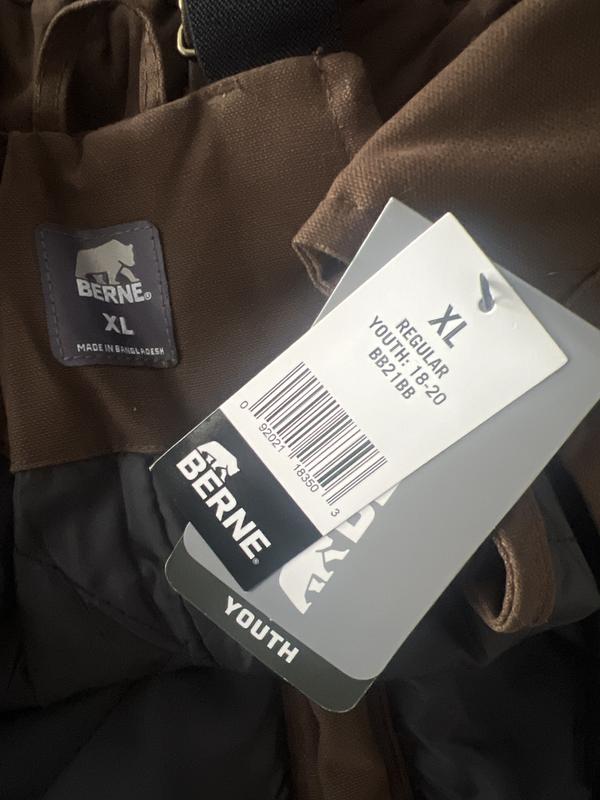 BERNE®
XL
MADE IN BANGLADESH
XL
REGULAR
YOUTH: 18-20
BB21BB
0 92021 18350 3
BERNE®
YOUTH